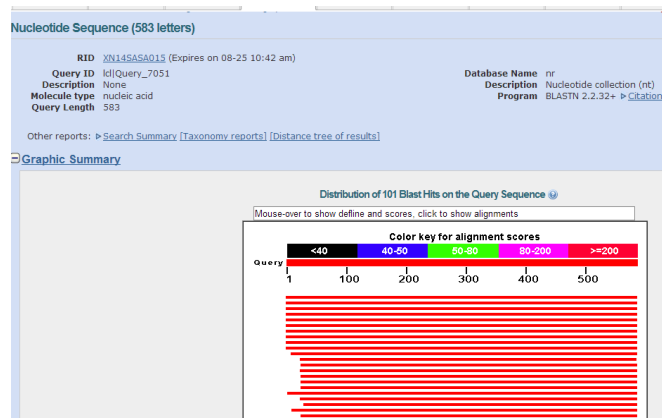 Nucleotide Sequence (583 letters)
RID XN14SASA015 (Expires on 08-25 10:42 am)
Query ID lcl|Query_7051
Description None
Molecule type nucleic acid
Query Length 583
Database Name nr
Description Nucleotide collection (nt)
Program BLASTN 2.2.32+ ▷Citation
Other reports: ▷Search Summary [Taxonomy reports] [Distance tree of results]
Graphic Summ
Distribution of 101 Blast Hits on the Query Sequence
Mouse-over to show defline and scores, click to show alignments
Color key for alignment scores
<40 40-50 50-80 80-200 >=200
Query
1 100 200 300 400 500